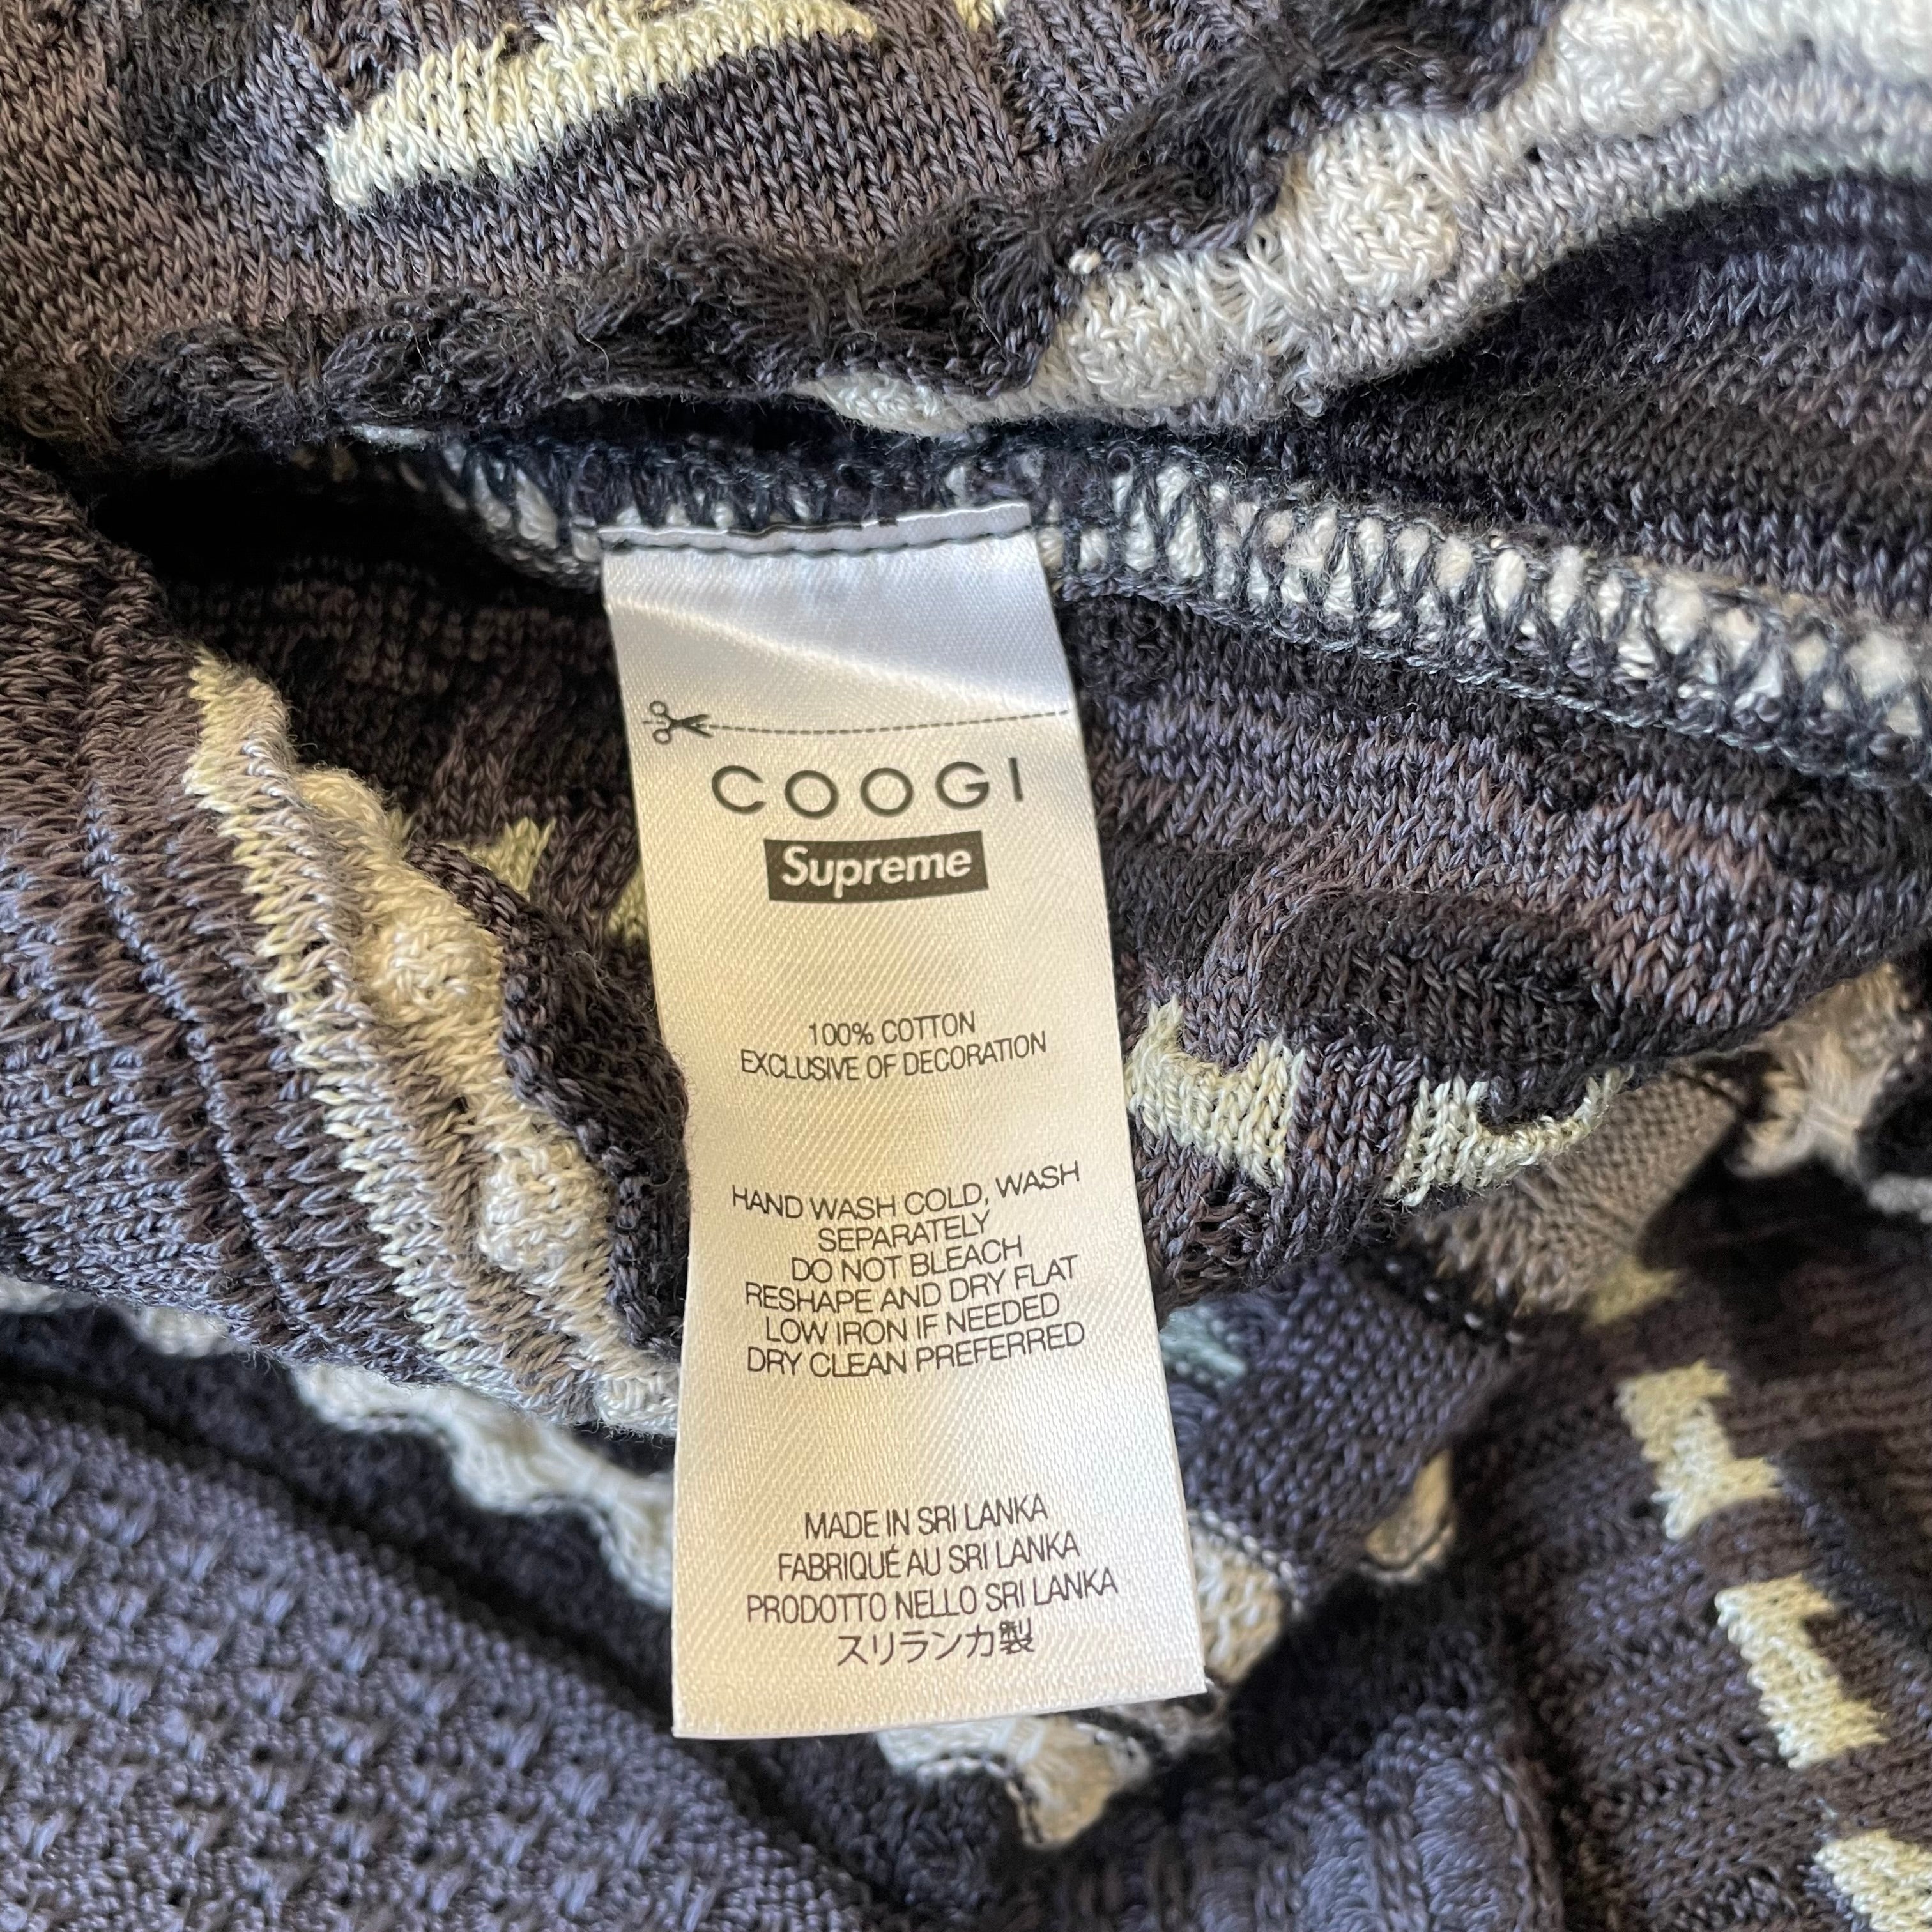 COOGI
Supreme
100% COTTON
EXCLUSIVE OF DECORATION
HAND WASH COLD, WASH
SEPARATELY
DO NOT BLEACH
RESHAPE AND DRY FLAT
LOW IRON IF NEEDED
DRY CLEAN PREFERRED
MADE IN SRI LANKA
FABRIQUÉ AU SRI LANKA
PRODOTTO NELLO SRI LANKA
スリランカ製